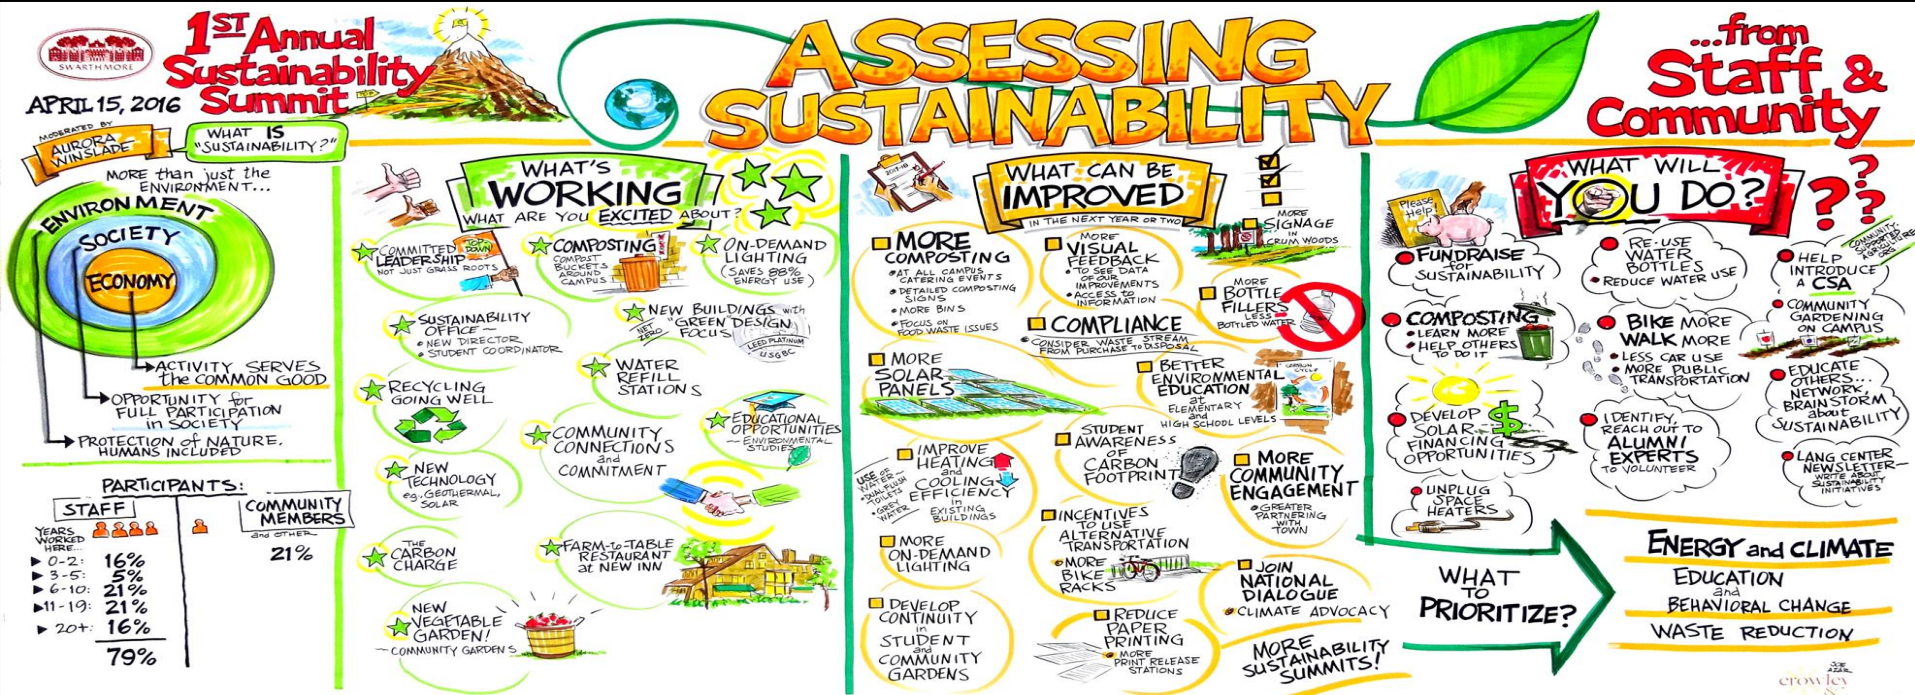 SWARTHMORE
1ST Annual
Sustainability
Summit
APRIL 15, 2016
MODERATED BY
AURORA
WINSLADE
WHAT IS
"SUSTAINABILITY?"
MORE than just the
ENVIRONMENT...
ENVIRONMENT
SOCIETY
ECONOMY
ACTIVITY SERVES
the COMMON GOOD
OPPORTUNITY for
FULL PARTICIPATION
in SOCIETY
PROTECTION of NATURE,
HUMANS INCLUDED
PARTICIPANTS:
STAFF
YEARS
WORKED
HERE...
0-2: 16%
3-5: 5%
6-10: 21%
11-19: 21%
20+: 16%
79%
COMMUNITY
MEMBERS
and OTHER
21%
ASSESSING
SUSTAINABILITY
...from
Staff &
Community
WHAT'S
WORKING
WHAT ARE YOU EXCITED ABOUT?
COMMITTED
LEADERSHIP
NOT JUST GRASS ROOTS
TOP
DOWN
COMPOSTING
COMPOST
BUCKETS
AROUND
CAMPUS
ON-DEMAND
LIGHTING
(SAVES 88%
ENERGY USE)
SUSTAINABILITY
OFFICE ~
• NEW DIRECTOR
• STUDENT COORDINATOR
NEW BUILDINGS with
"GREEN" DESIGN
FOCUS
NET
ZERO
LEED PLATINUM
USGBC
WATER
REFILL
STATIONS
RECYCLING
GOING WELL
COMMUNITY
CONNECTIONS
and
COMMITMENT
EDUCATIONAL
OPPORTUNITIES
~ ENVIRONMENTAL
STUDIES
NEW
TECHNOLOGY
e.g. GEOTHERMAL,
SOLAR
THE
CARBON
CHARGE
FARM-to-TABLE
RESTAURANT
at NEW INN
NEW
VEGETABLE
GARDEN!
~ COMMUNITY GARDENS
WHAT CAN BE
IMPROVED
IN THE NEXT YEAR OR TWO
MORE
COMPOSTING
• AT ALL CAMPUS
CATERING EVENTS
• DETAILED COMPOSTING
SIGNS
• MORE BINS
• FOCUS ON
FOOD WASTE ISSUES
MORE
VISUAL
FEEDBACK
• TO SEE DATA
OF OUR
IMPROVEMENTS
• ACCESS to
INFORMATION
MORE
SIGNAGE
IN
CRUM WOODS
MORE
BOTTLE
FILLERS
LESS
BOTTLED WATER
COMPLIANCE
• CONSIDER WASTE STREAM
FROM PURCHASE to DISPOSAL
MORE
SOLAR
PANELS
BETTER
ENVIRONMENTAL
EDUCATION
at
ELEMENTARY
and
HIGH SCHOOL LEVELS
CARBON
CYCLE
IMPROVE
HEATING
and
COOLING
EFFICIENCY
in
EXISTING
BUILDINGS
USE OF
WATER ~
• DUAL FLUSH
TOILETS
• GREY
WATER
STUDENT
AWARENESS
OF
CARBON
FOOTPRINT
MORE
COMMUNITY
ENGAGEMENT
• GREATER
PARTNERING
WITH
TOWN
MORE
ON-DEMAND
LIGHTING
INCENTIVES
TO USE
ALTERNATIVE
TRANSPORTATION
• MORE
BIKE
RACKS
JOIN
NATIONAL
DIALOGUE
• CLIMATE ADVOCACY
DEVELOP
CONTINUITY
in
STUDENT
and
COMMUNITY
GARDENS
REDUCE
PAPER
PRINTING
• MORE
PRINT RELEASE
STATIONS
MORE
SUSTAINABILITY
SUMMITS!
WHAT WILL
YOU DO?
???
Please
Help
FUNDRAISE
for
SUSTAINABILITY
RE-USE
WATER
BOTTLES
• REDUCE WATER USE
HELP
INTRODUCE
A CSA
COMMUNITY
SUPPORTED
AGRICULTURE
ORG
COMPOSTING
• LEARN MORE
• HELP OTHERS
TO DO IT
BIKE MORE
WALK MORE
• LESS CAR USE
• MORE PUBLIC
TRANSPORTATION
COMMUNITY
GARDENING
ON CAMPUS
DEVELOP
SOLAR
FINANCING
OPPORTUNITIES
$
IDENTIFY,
REACH OUT TO
ALUMNI
EXPERTS
TO VOLUNTEER
EDUCATE
OTHERS...
NETWORK,
BRAINSTORM
about
SUSTAINABILITY
UNPLUG
SPACE
HEATERS
LANG CENTER
NEWSLETTER~
WRITE ABOUT
SUSTAINABILITY
INITIATIVES
WHAT
TO
PRIORITIZE?
ENERGY and CLIMATE
EDUCATION
and
BEHAVIORAL CHANGE
WASTE REDUCTION
crowley